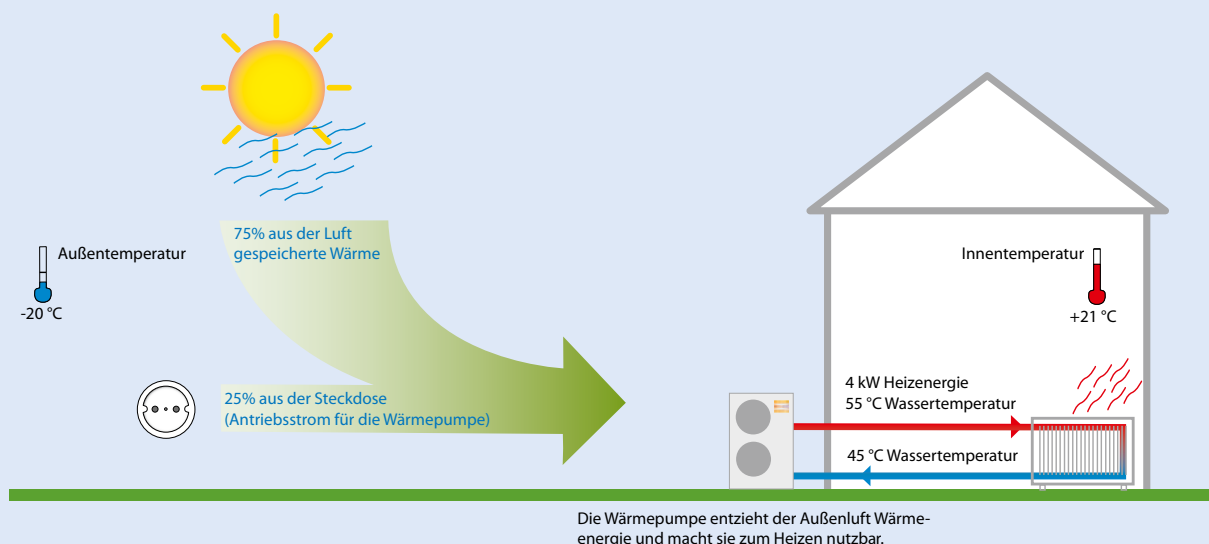 75% aus der Luft
gespeicherte Wärme
Außentemperatur
-20 °C
25% aus der Steckdose
(Antriebsstrom für die Wärmepumpe)
Innentemperatur
+21 °C
4 kW Heizenergie
55 °C Wassertemperatur
45 °C Wassertemperatur
Die Wärmepumpe entzieht der Außenluft Wärme-
energie und macht sie zum Heizen nutzbar.